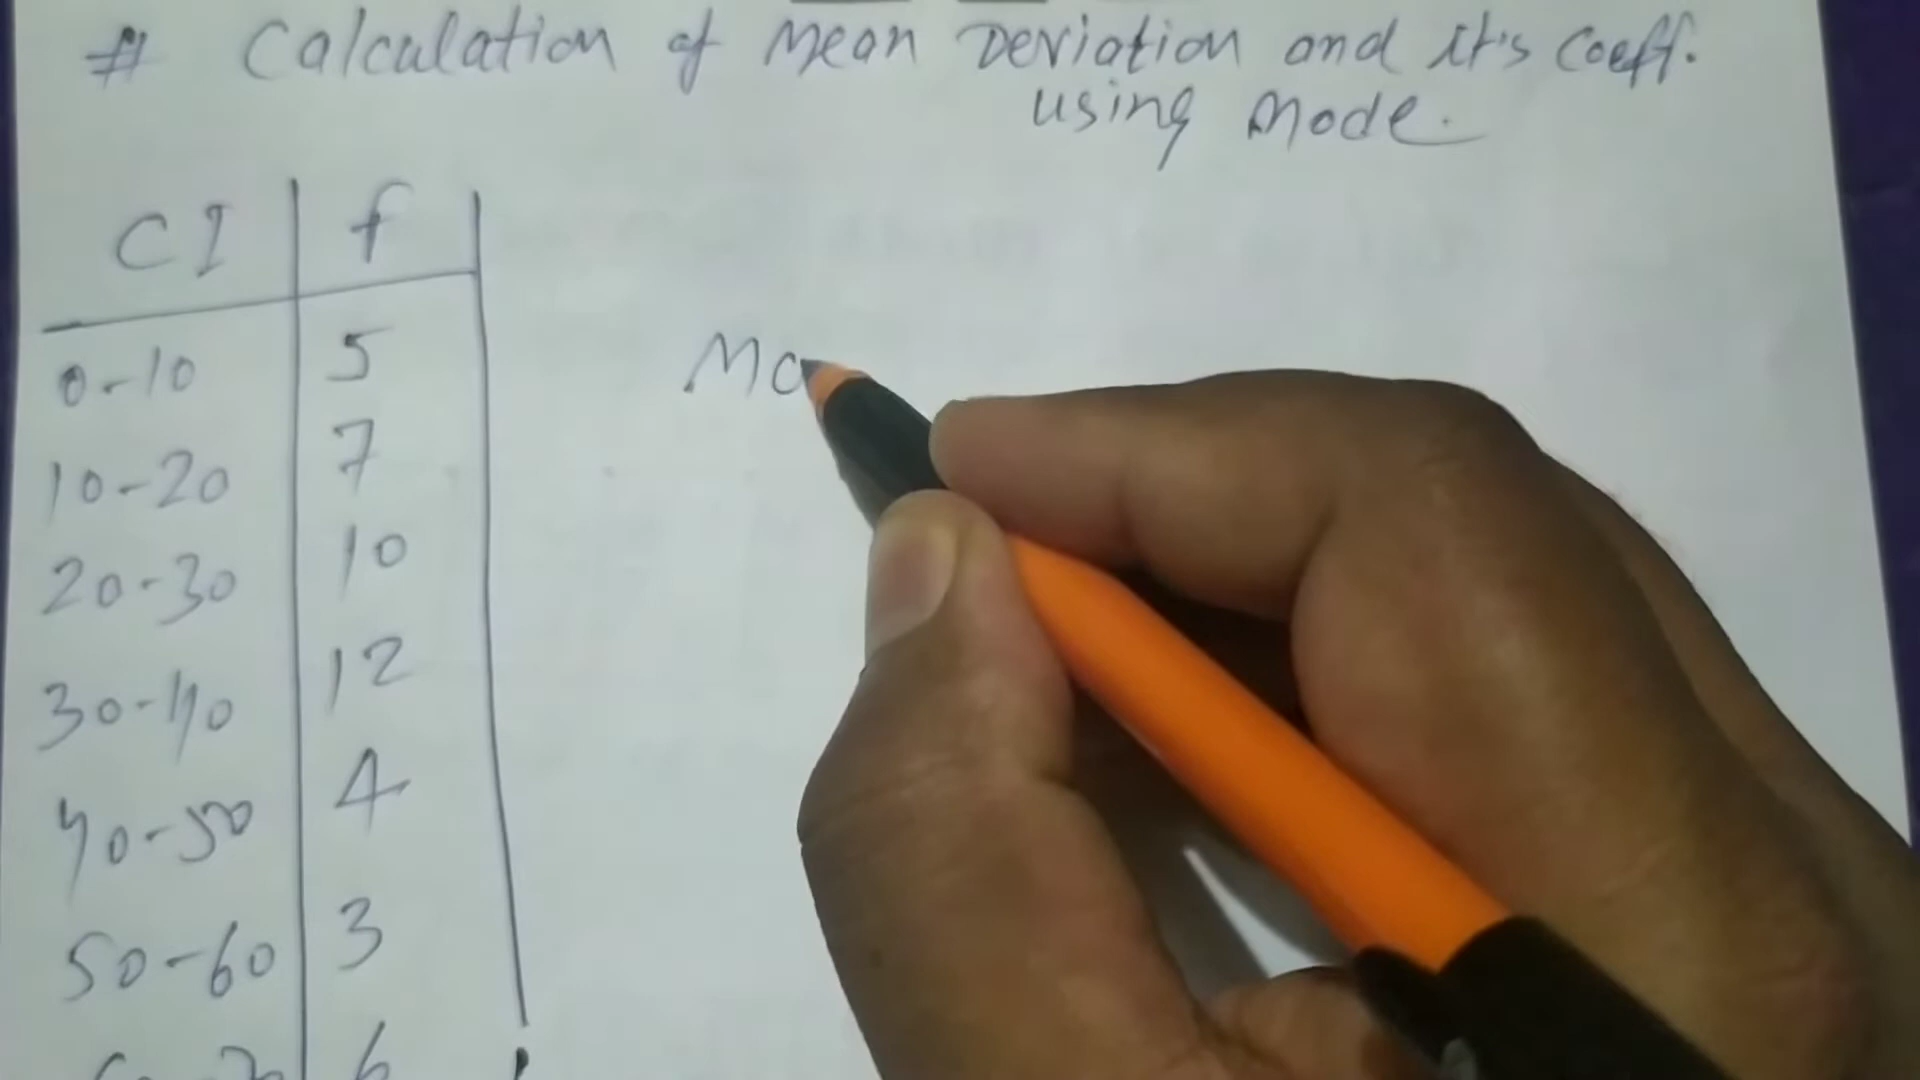 # Calculation of Mean Deviation and it's Coeff.
using Mode.
CI f
0-10 5
10-20 7
20-30 10
30-40 12
40-50 4
50-60 3
6
Mo